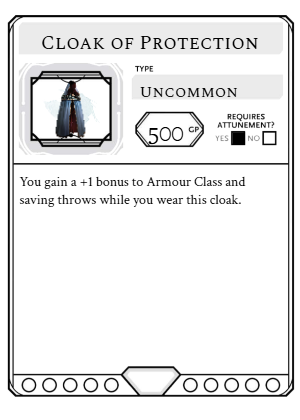 Cloak of Protection
TYPE
Uncommon
500 GP
REQUIRES
ATTUNEMENT?
YES NO
You gain a +1 bonus to Armour Class and
saving throws while you wear this cloak.